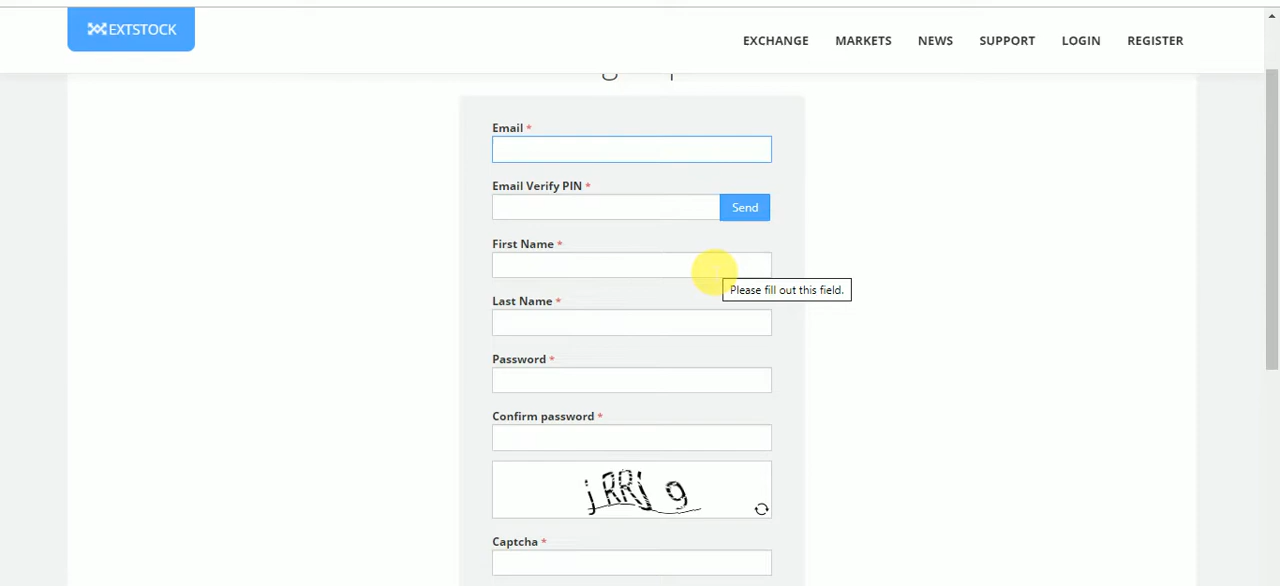 EXTSTOCK
EXCHANGE MARKETS NEWS SUPPORT LOGIN REGISTER
Email *
Email Verify PIN *
Send
First Name *
Please fill out this field.
Last Name *
Password *
Confirm password *
Captcha *